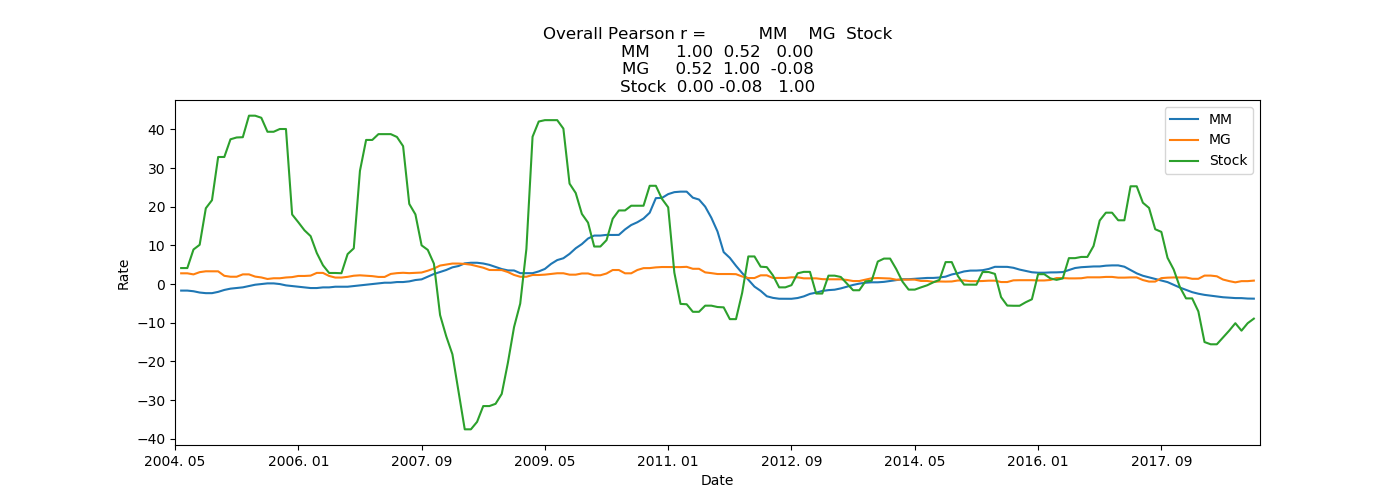 Overall Pearson r =          MM    MG  Stock
MM     1.00  0.52   0.00
MG     0.52  1.00  -0.08
Stock  0.00 -0.08   1.00
MM
MG
Stock
40
30
20
10
0
−10
−20
−30
−40
Rate
2004. 05 2006. 01 2007. 09 2009. 05 2011. 01 2012. 09 2014. 05 2016. 01 2017. 09
Date